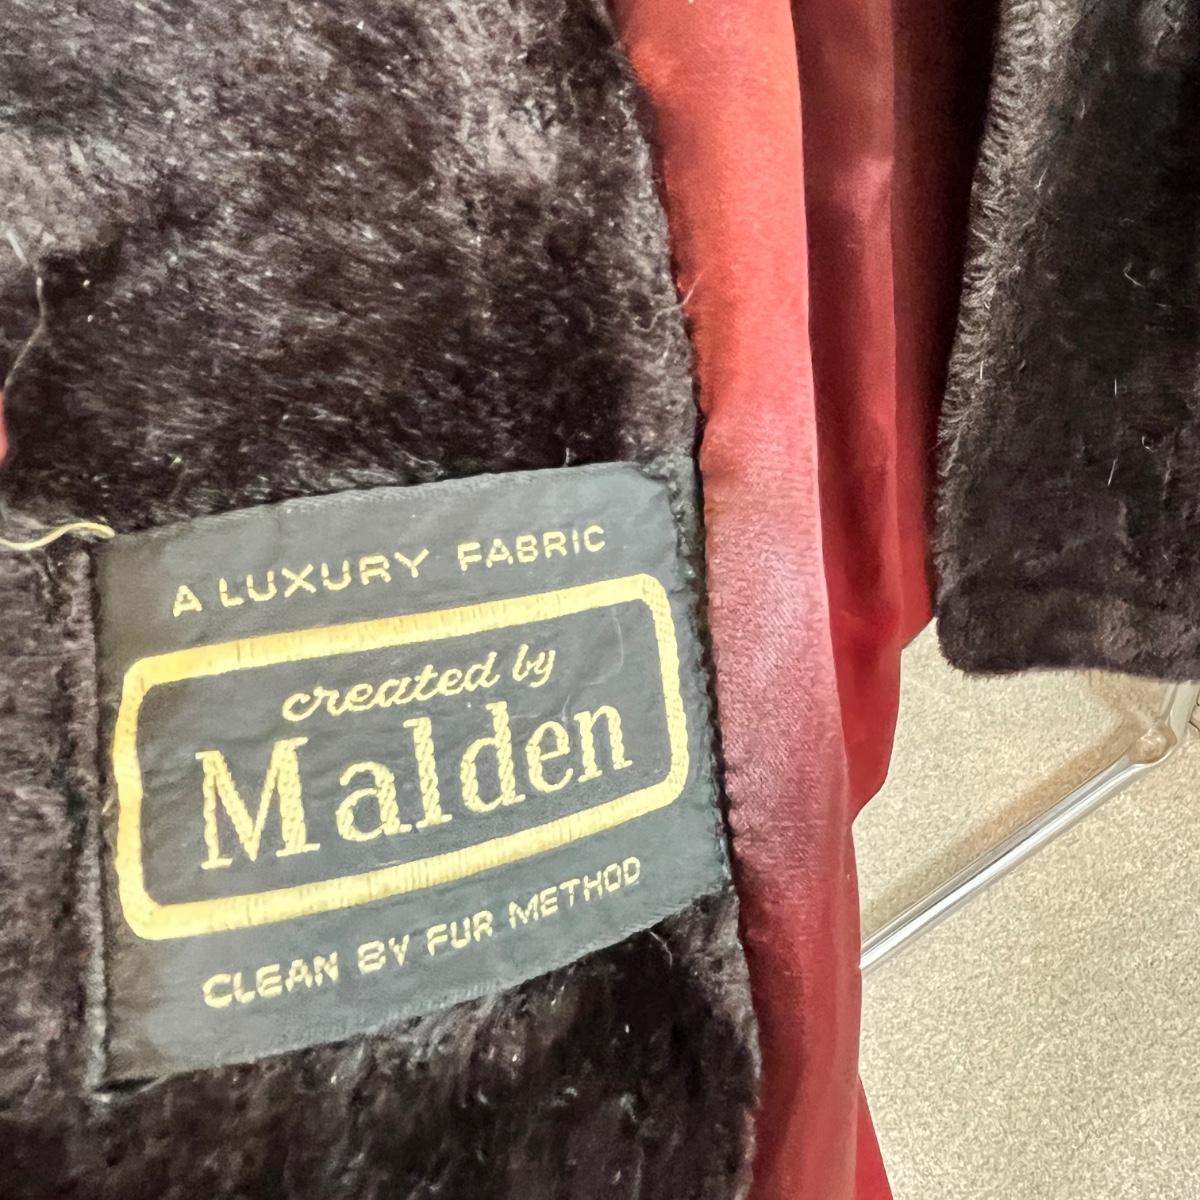 A LUXURY FABRIC
created by
Malden
CLEAN BY FUR METHOD